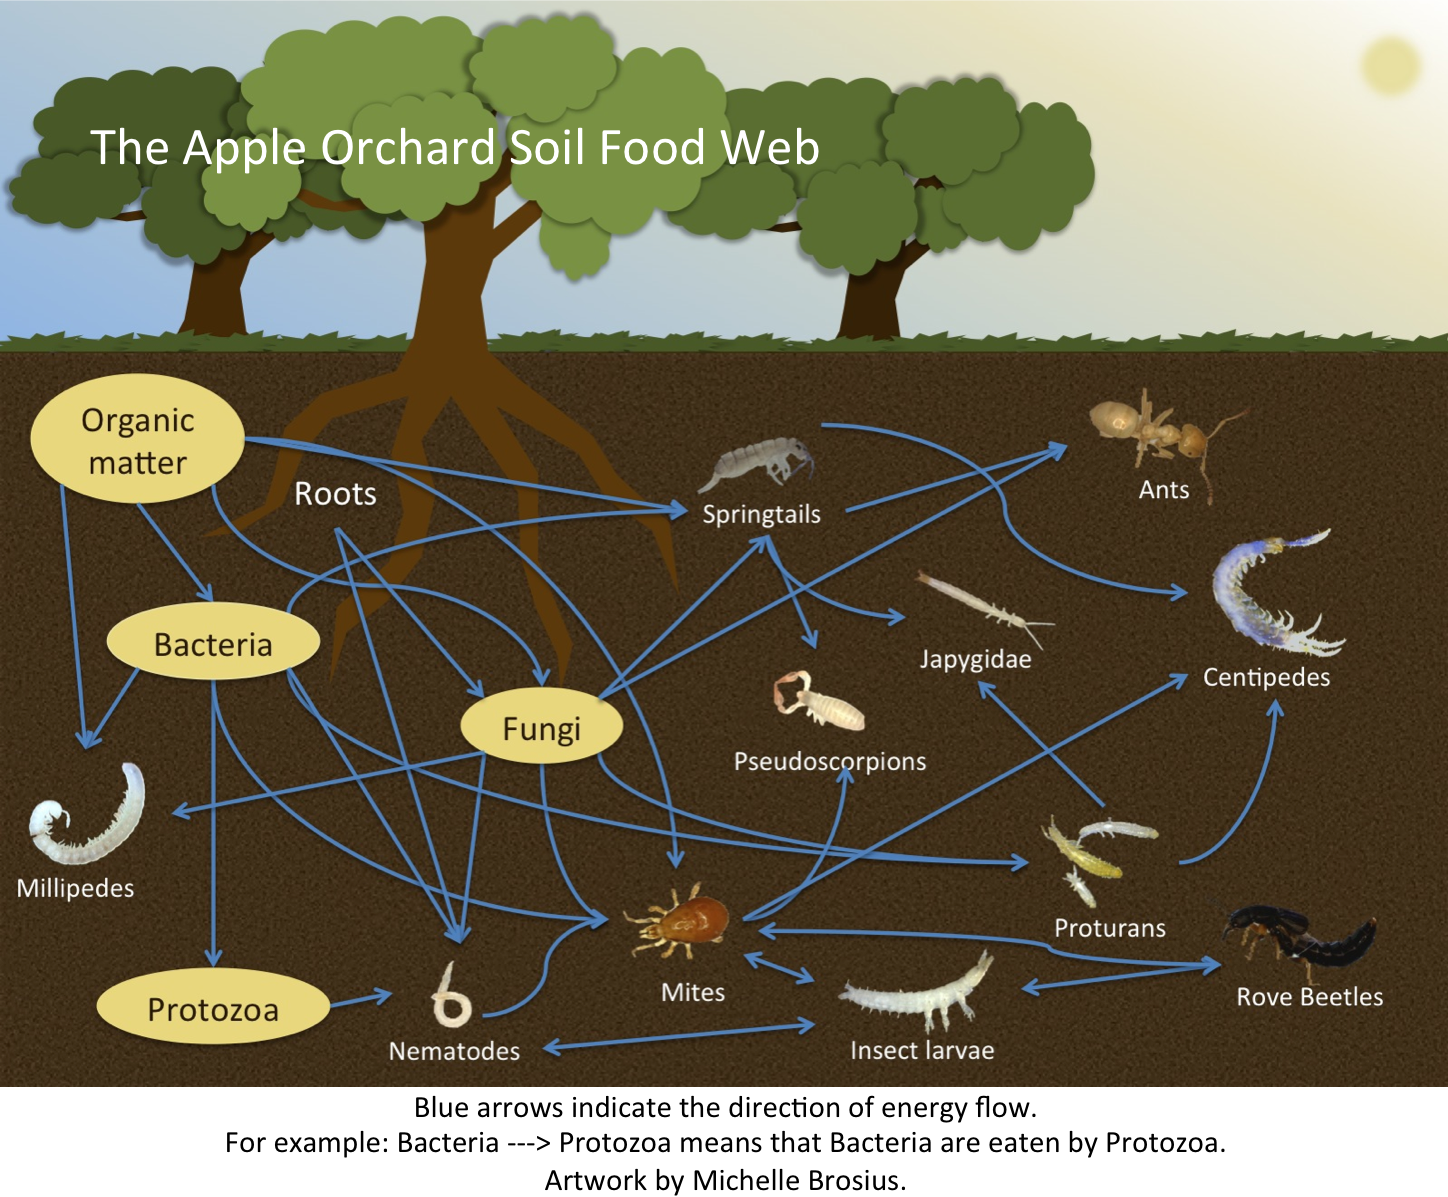 The Apple Orchard Soil Food Web
Organic
matter
Roots
Springtails
Ants
Bacteria
Japygidae
Centipedes
Fungi
Pseudoscorpions
Millipedes
Proturans
Protozoa
Mites
Rove Beetles
Nematodes
Insect larvae
Blue arrows indicate the direction of energy flow.
For example: Bacteria ---> Protozoa means that Bacteria are eaten by Protozoa.
Artwork by Michelle Brosius.